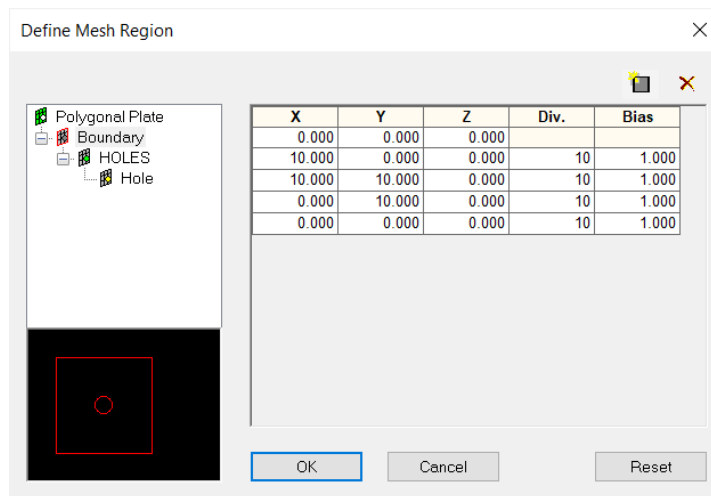 Define Mesh Region
Polygonal Plate
Boundary
HOLES
Hole
X Y Z Div. Bias
0.000 0.000 0.000
10.000 0.000 0.000 10 1.000
10.000 10.000 0.000 10 1.000
0.000 10.000 0.000 10 1.000
0.000 0.000 0.000 10 1.000
OK Cancel Reset